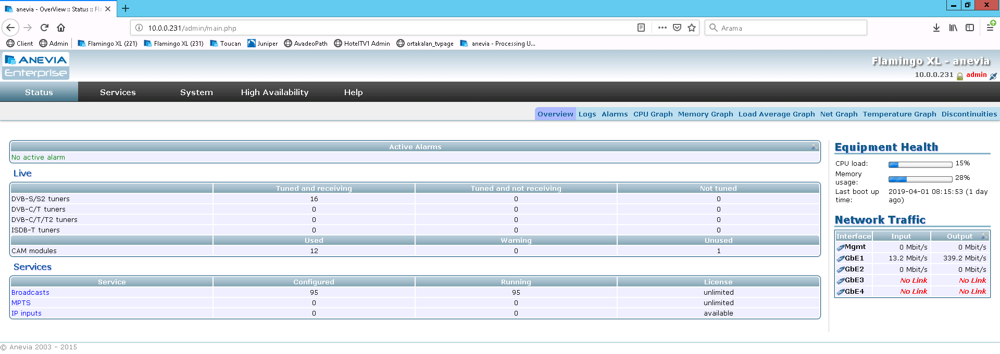 anevia - OverView :: Status :: Fla
10.0.0.231/admin/main.php
Arama
Client Admin Flamingo XL (221) Flamingo XL (231) Toucan Juniper AvadeoPath HotelTV1 Admin ortakalan_tvpage anevia - Processing U...
ANEVIA
Enterprise
Flamingo XL - anevia
10.0.0.231 admin
Status Services System High Availability Help
Overview Logs Alarms CPU Graph Memory Graph Load Average Graph Net Graph Temperature Graph Discontinuities
Active Alarms
No active alarm
Live
Tuned and receiving Tuned and not receiving Not tuned
DVB-S/S2 tuners 16 0 0
DVB-C/T tuners 0 0 0
DVB-C/T/T2 tuners 0 0 0
ISDB-T tuners 0 0 0
Used Warning Unused
CAM modules 12 0 1
Services
Service Configured Running License
Broadcasts 95 95 unlimited
MPTS 0 0 unlimited
IP inputs 0 0 available
Equipment Health
CPU load: 15%
Memory
usage: 28%
Last boot up 2019-04-01 08:15:53 (1 day
time: ago)
Network Traffic
Interface Input Output
Mgmt 0 Mbit/s 0 Mbit/s
GbE1 13.2 Mbit/s 339.2 Mbit/s
GbE2 0 Mbit/s 0 Mbit/s
GbE3 No Link No Link
GbE4 No Link No Link
© Anevia 2003 - 2015